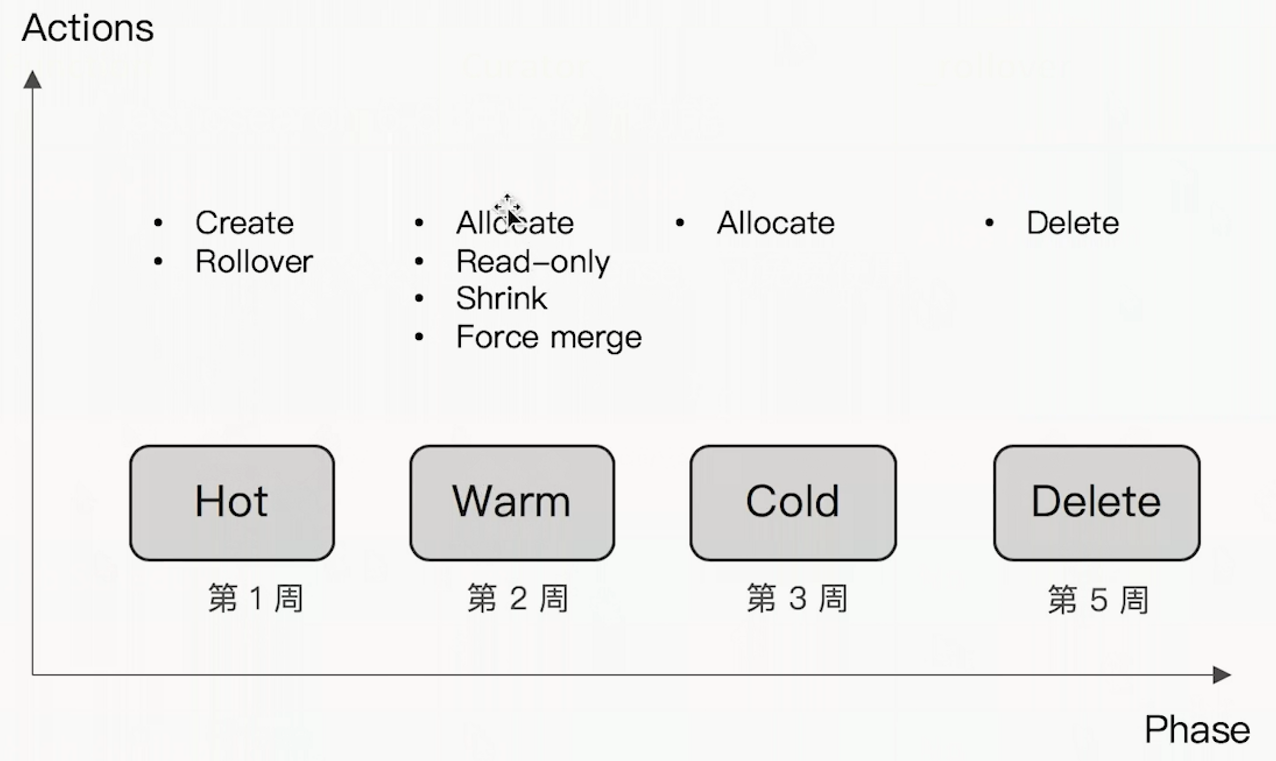 Actions
• Create
• Rollover
• Allocate
• Read-only
• Shrink
• Force merge
• Allocate
• Delete
Hot
Warm
Cold
Delete
第 1 周
第 2 周
第 3 周
第 5 周
Phase